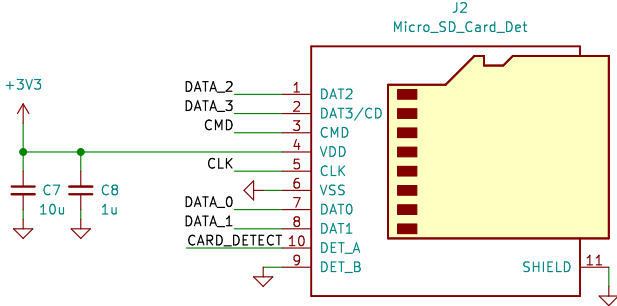 J2
Micro_SD_Card_Det
+3V3
DATA_2 1 DAT2
DATA_3 2 DAT3/CD
CMD 3 CMD
4 VDD
CLK 5 CLK
6 VSS
C7 C8
10u 1u
DATA_0 7 DAT0
DATA_1 8 DAT1
CARD_DETECT 10 DET_A
9 DET_B
SHIELD 11